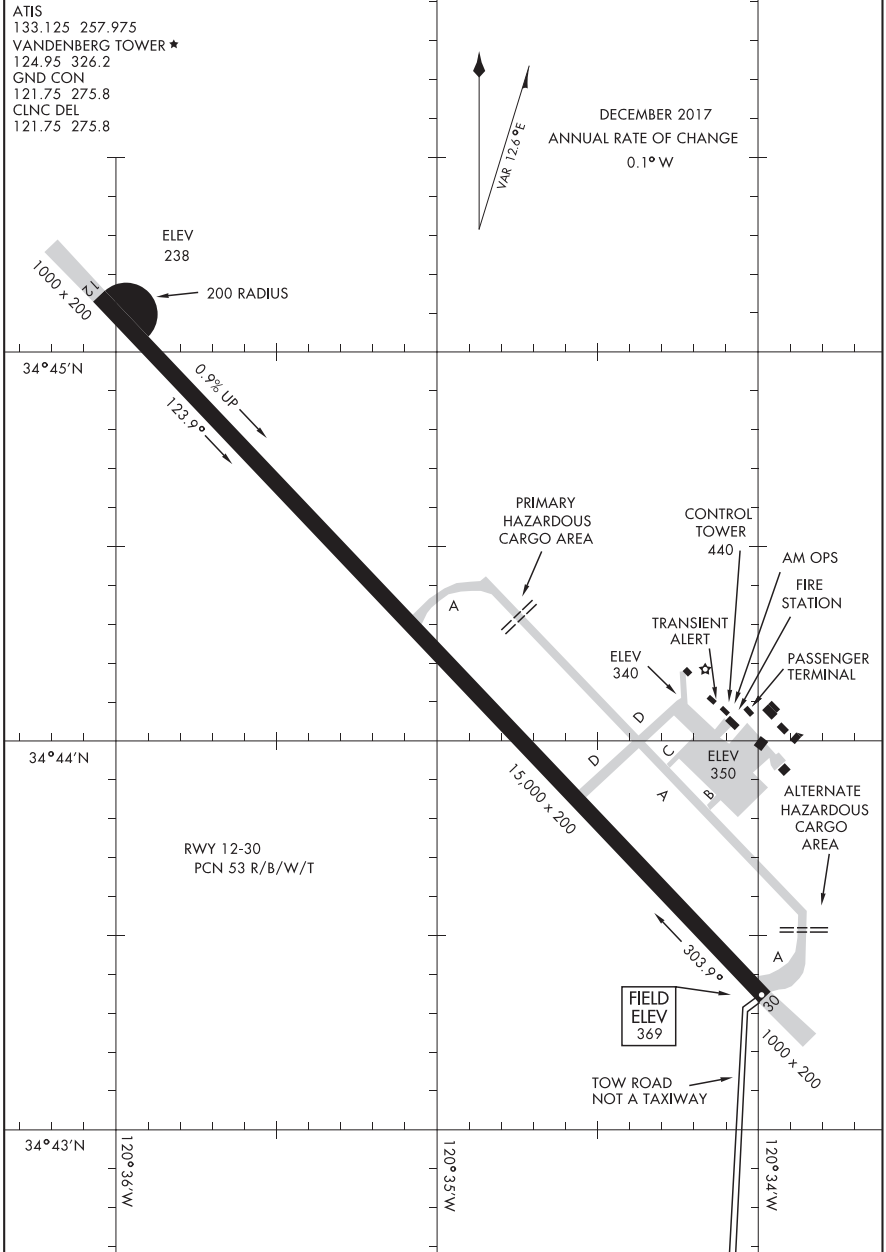 ATIS
133.125 257.975
VANDENBERG TOWER ★
124.95 326.2
GND CON
121.75 275.8
CLNC DEL
121.75 275.8
VAR 12.6°E
DECEMBER 2017
ANNUAL RATE OF CHANGE
0.1° W
ELEV
238
12
1000 x 200
200 RADIUS
34°45'N
0.9% UP
123.9°
PRIMARY
HAZARDOUS
CARGO AREA
CONTROL
TOWER
440
AM OPS
FIRE
STATION
A
TRANSIENT
ALERT
PASSENGER
TERMINAL
ELEV
340
D
34°44'N
D
C
ELEV
350
15,000 x 200
A
B
ALTERNATE
HAZARDOUS
CARGO
AREA
RWY 12-30
PCN 53 R/B/W/T
303.9°
A
FIELD
ELEV
369
30
1000 x 200
TOW ROAD
NOT A TAXIWAY
34°43'N
120°36'W
120°35'W
120°34'W